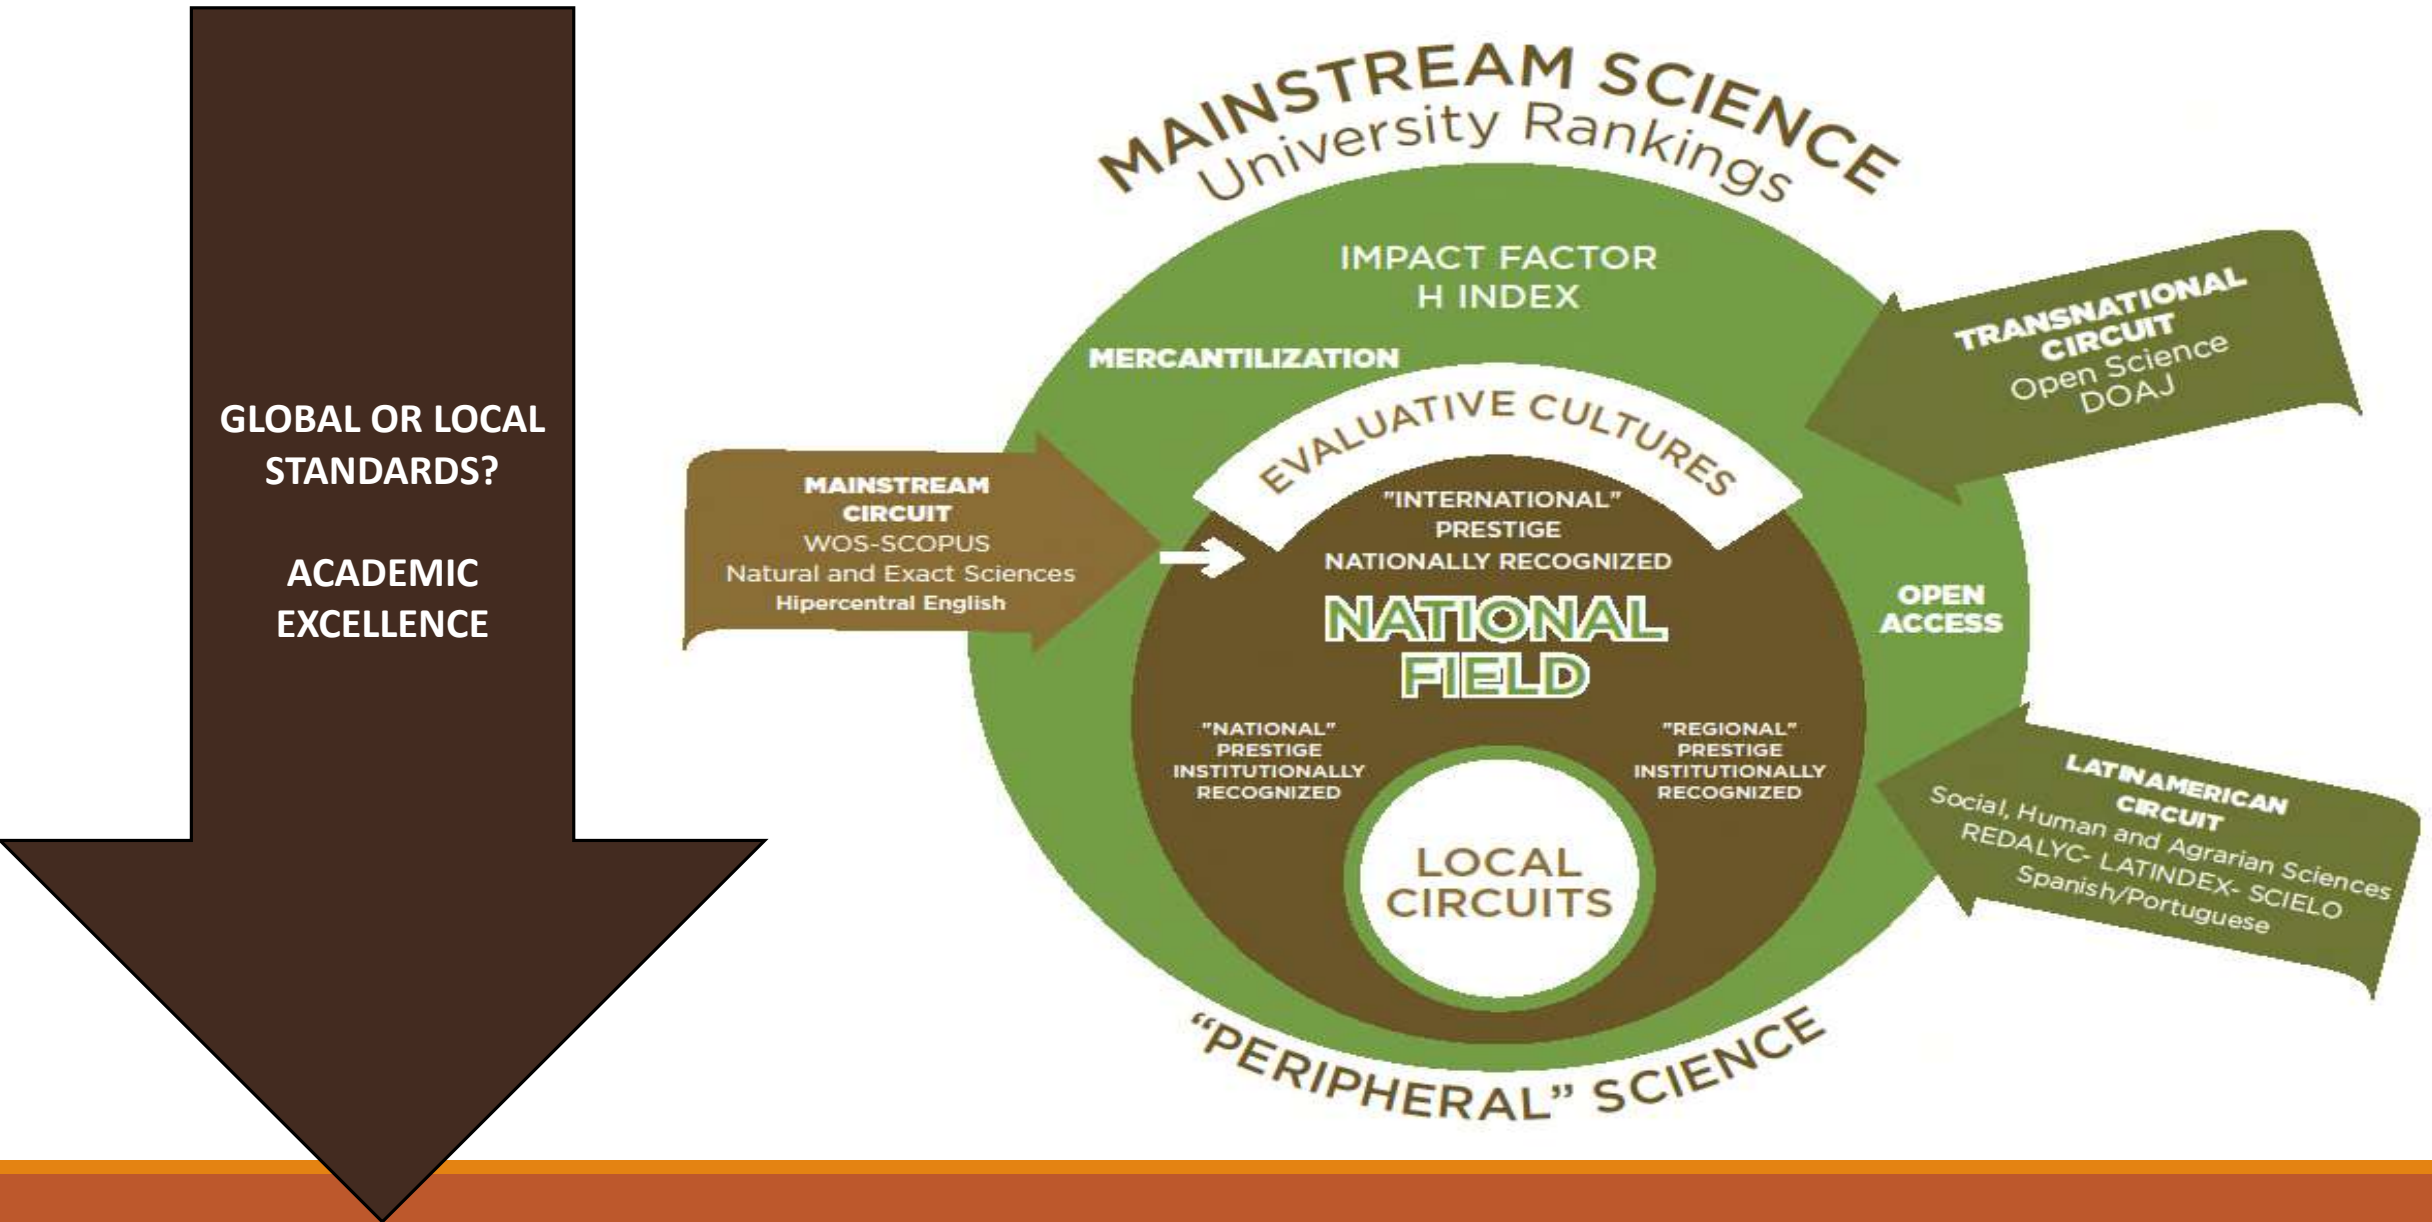 GLOBAL OR LOCAL
STANDARDS?
ACADEMIC
EXCELLENCE
MAINSTREAM SCIENCE
University Rankings
IMPACT FACTOR
H INDEX
MERCANTILIZATION
EVALUATIVE CULTURES
TRANSNATIONAL
CIRCUIT
Open Science
DOAJ
MAINSTREAM
CIRCUIT
WOS-SCOPUS
Natural and Exact Sciences
Hipercentral English
"INTERNATIONAL"
PRESTIGE
NATIONALLY RECOGNIZED
NATIONAL
FIELD
OPEN
ACCESS
"NATIONAL"
PRESTIGE
INSTITUTIONALLY
RECOGNIZED
"REGIONAL"
PRESTIGE
INSTITUTIONALLY
RECOGNIZED
LOCAL
CIRCUITS
LATINAMERICAN
CIRCUIT
Social, Human and Agrarian Sciences
REDALYC- LATINDEX- SCIELO
Spanish/Portuguese
“PERIPHERAL” SCIENCE